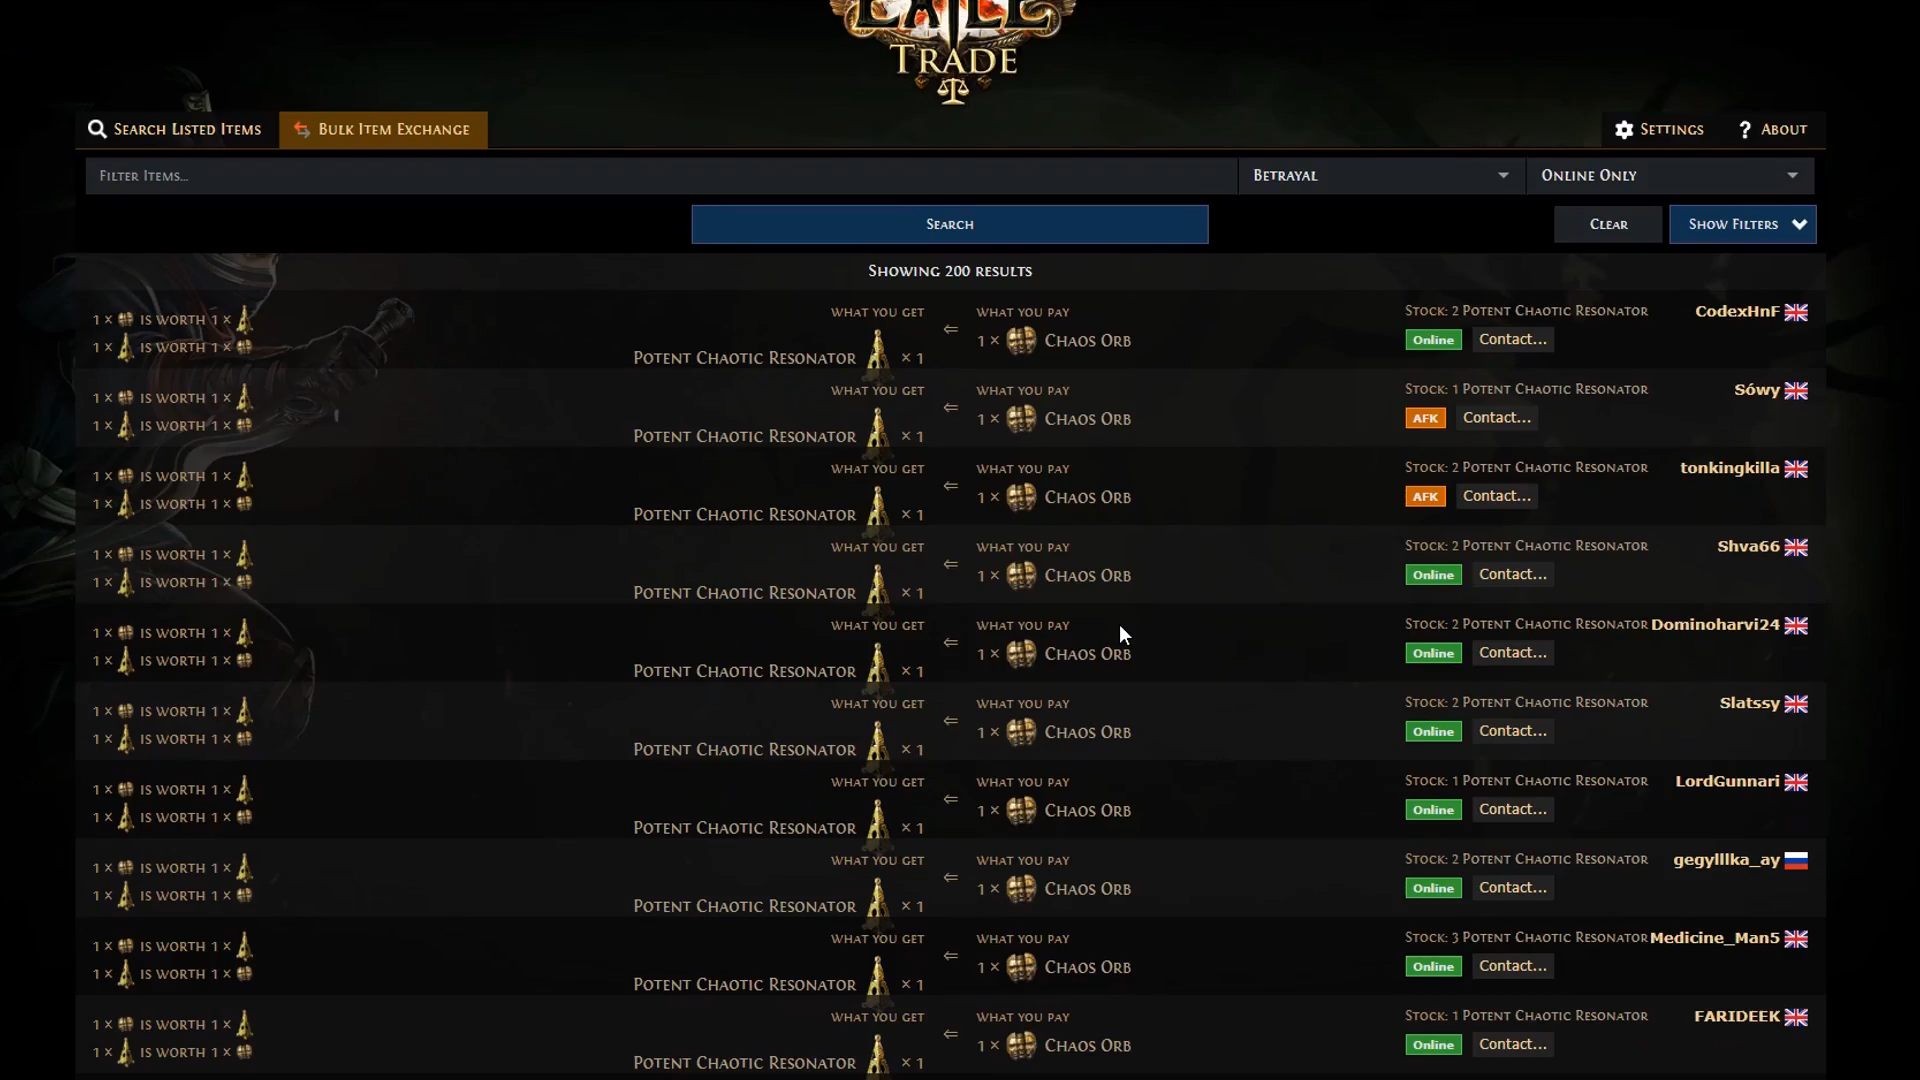 EXILE
TRADE
SEARCH LISTED ITEMS
BULK ITEM EXCHANGE
SETTINGS
? ABOUT
FILTER ITEMS...
BETRAYAL
ONLINE ONLY
SEARCH
CLEAR
SHOW FILTERS
SHOWING 200 RESULTS
1 × IS WORTH 1 ×
1 × IS WORTH 1 ×
WHAT YOU GET
POTENT CHAOTIC RESONATOR × 1
⇐
WHAT YOU PAY
1 × CHAOS ORB
STOCK: 2 POTENT CHAOTIC RESONATOR
CodexHnF
Online
Contact...
1 × IS WORTH 1 ×
1 × IS WORTH 1 ×
WHAT YOU GET
POTENT CHAOTIC RESONATOR × 1
⇐
WHAT YOU PAY
1 × CHAOS ORB
STOCK: 1 POTENT CHAOTIC RESONATOR
Sówy
AFK
Contact...
1 × IS WORTH 1 ×
1 × IS WORTH 1 ×
WHAT YOU GET
POTENT CHAOTIC RESONATOR × 1
⇐
WHAT YOU PAY
1 × CHAOS ORB
STOCK: 2 POTENT CHAOTIC RESONATOR
tonkingkilla
AFK
Contact...
1 × IS WORTH 1 ×
1 × IS WORTH 1 ×
WHAT YOU GET
POTENT CHAOTIC RESONATOR × 1
⇐
WHAT YOU PAY
1 × CHAOS ORB
STOCK: 2 POTENT CHAOTIC RESONATOR
Shva66
Online
Contact...
1 × IS WORTH 1 ×
1 × IS WORTH 1 ×
WHAT YOU GET
POTENT CHAOTIC RESONATOR × 1
⇐
WHAT YOU PAY
1 × CHAOS ORB
STOCK: 2 POTENT CHAOTIC RESONATOR
Dominoharvi24
Online
Contact...
1 × IS WORTH 1 ×
1 × IS WORTH 1 ×
WHAT YOU GET
POTENT CHAOTIC RESONATOR × 1
⇐
WHAT YOU PAY
1 × CHAOS ORB
STOCK: 2 POTENT CHAOTIC RESONATOR
Slatssy
Online
Contact...
1 × IS WORTH 1 ×
1 × IS WORTH 1 ×
WHAT YOU GET
POTENT CHAOTIC RESONATOR × 1
⇐
WHAT YOU PAY
1 × CHAOS ORB
STOCK: 1 POTENT CHAOTIC RESONATOR
LordGunnari
Online
Contact...
1 × IS WORTH 1 ×
1 × IS WORTH 1 ×
WHAT YOU GET
POTENT CHAOTIC RESONATOR × 1
⇐
WHAT YOU PAY
1 × CHAOS ORB
STOCK: 2 POTENT CHAOTIC RESONATOR
gegylllka_ay
Online
Contact...
1 × IS WORTH 1 ×
1 × IS WORTH 1 ×
WHAT YOU GET
POTENT CHAOTIC RESONATOR × 1
⇐
WHAT YOU PAY
1 × CHAOS ORB
STOCK: 3 POTENT CHAOTIC RESONATOR
Medicine_Man5
Online
Contact...
1 × IS WORTH 1 ×
1 × IS WORTH 1 ×
WHAT YOU GET
POTENT CHAOTIC RESONATOR × 1
⇐
WHAT YOU PAY
1 × CHAOS ORB
STOCK: 1 POTENT CHAOTIC RESONATOR
FARIDEEK
Online
Contact...